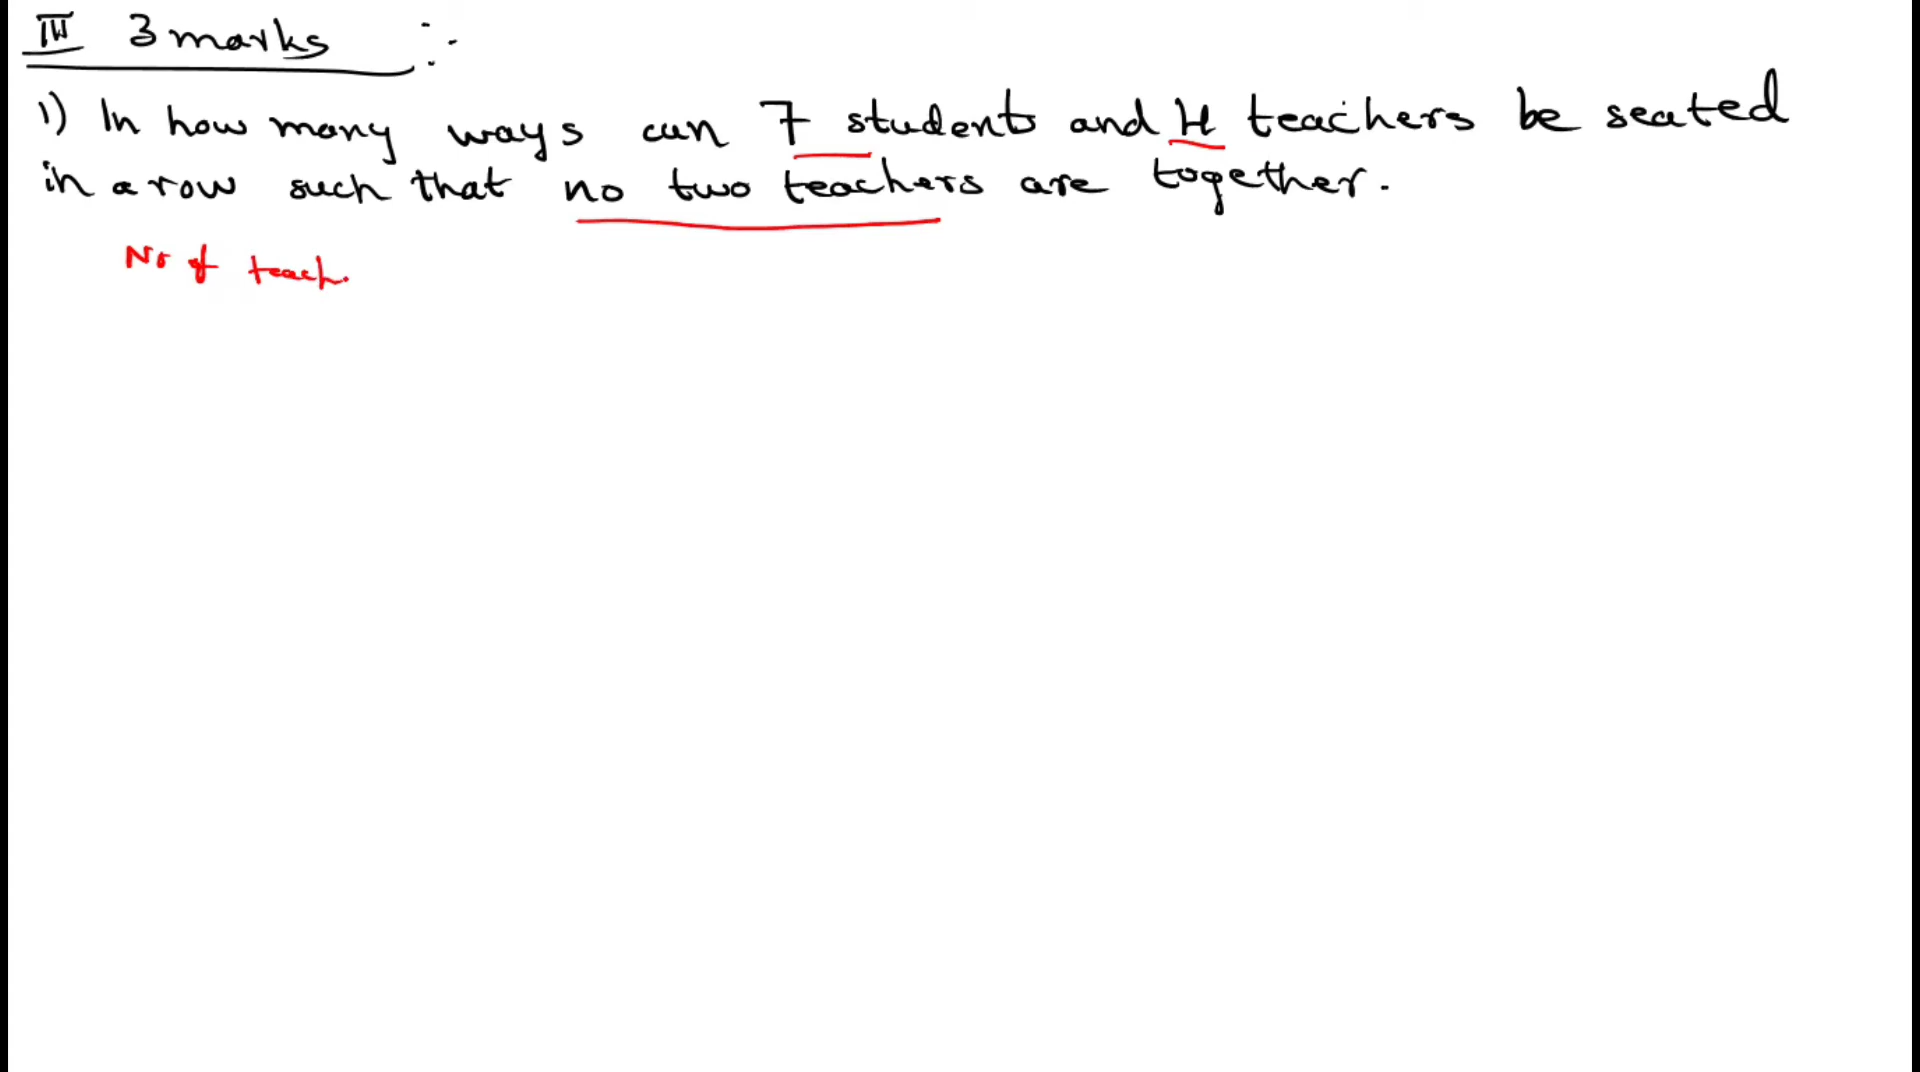 III 3 marks :-
1) In how many ways can 7 students and 4 teachers be seated
in a row such that no two teachers are together.
No of teach.